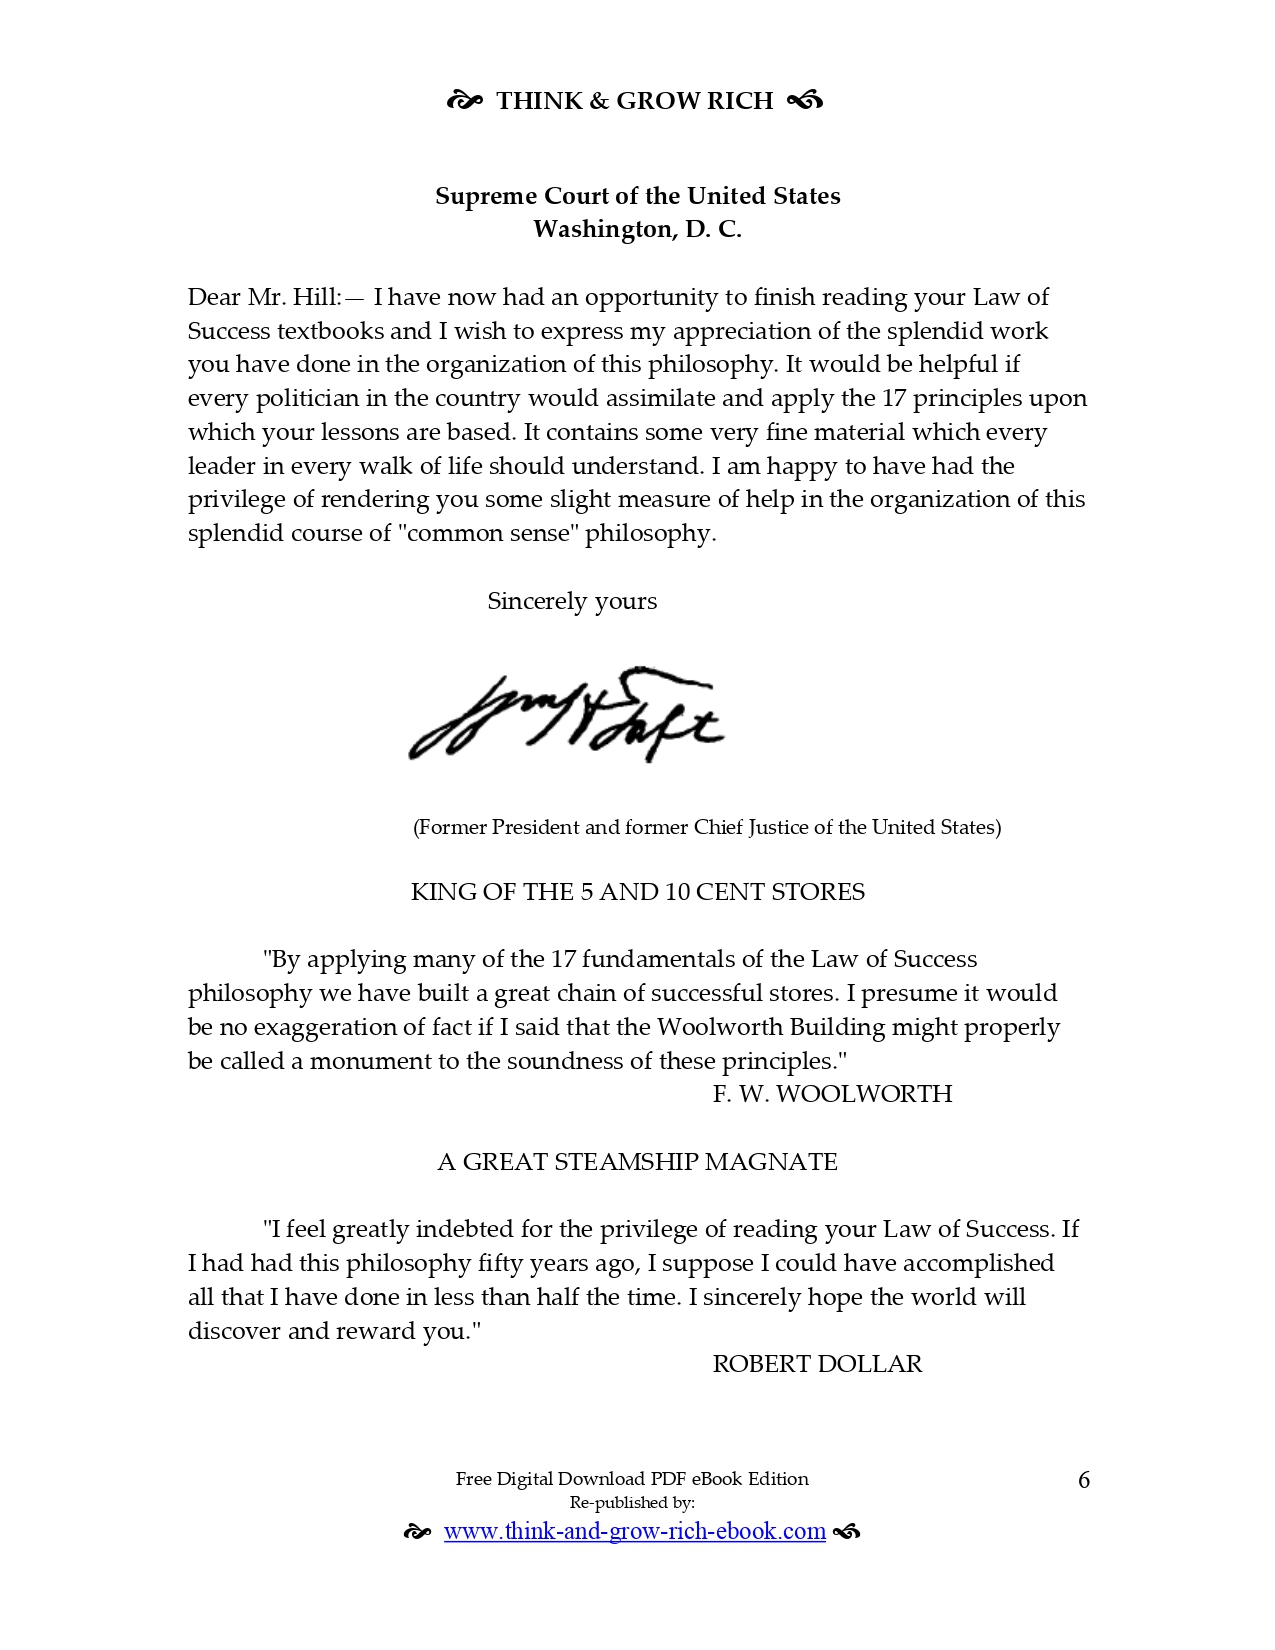 THINK & GROW RICH
Supreme Court of the United States
Washington, D. C.
Dear Mr. Hill:— I have now had an opportunity to finish reading your Law of
Success textbooks and I wish to express my appreciation of the splendid work
you have done in the organization of this philosophy. It would be helpful if
every politician in the country would assimilate and apply the 17 principles upon
which your lessons are based. It contains some very fine material which every
leader in every walk of life should understand. I am happy to have had the
privilege of rendering you some slight measure of help in the organization of this
splendid course of "common sense" philosophy.
Sincerely yours
Wm H Taft
(Former President and former Chief Justice of the United States)
KING OF THE 5 AND 10 CENT STORES
"By applying many of the 17 fundamentals of the Law of Success
philosophy we have built a great chain of successful stores. I presume it would
be no exaggeration of fact if I said that the Woolworth Building might properly
be called a monument to the soundness of these principles."
F. W. WOOLWORTH
A GREAT STEAMSHIP MAGNATE
"I feel greatly indebted for the privilege of reading your Law of Success. If
I had had this philosophy fifty years ago, I suppose I could have accomplished
all that I have done in less than half the time. I sincerely hope the world will
discover and reward you."
ROBERT DOLLAR
Free Digital Download PDF eBook Edition
6
Re-published by:
www.think-and-grow-rich-ebook.com